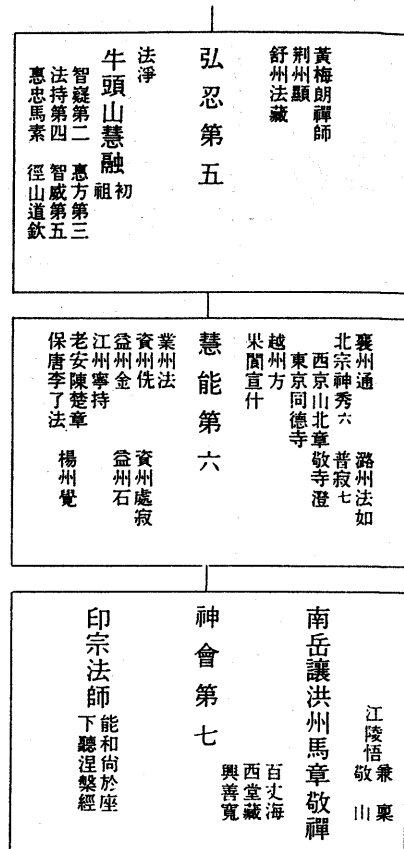 黃梅朗禪師
荆州顯
舒州法藏
弘忍第五
法淨
牛頭山慧融 初祖
智巖第二 惠方第三
法持第四 智威第五
惠忠馬素 徑山道欽
襄州通 潞州法如
北宗神秀六 普寂七
西京山北章敬寺澄
東京同德寺
越州方
果閬宣什
慧能第六
業州法
資州侁 資州處寂
益州金 益州石
江州寧持
老安陳楚章
保唐李了法 楊州覺
江陵悟 兼稟敬山
南岳讓洪州馬章敬禪
百丈海
西堂藏
興善寬
神會第七
印宗法師 能和尙於座
下聽涅槃經